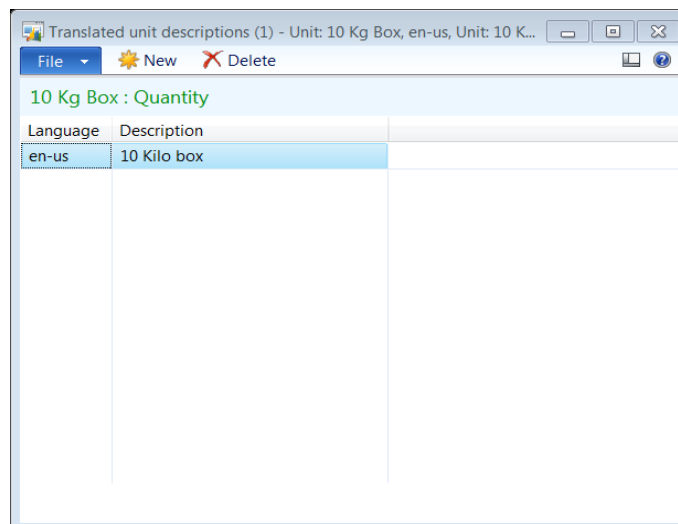 Translated unit descriptions (1) - Unit: 10 Kg Box, en-us, Unit: 10 K...
File New Delete
10 Kg Box : Quantity
Language Description
en-us 10 Kilo box